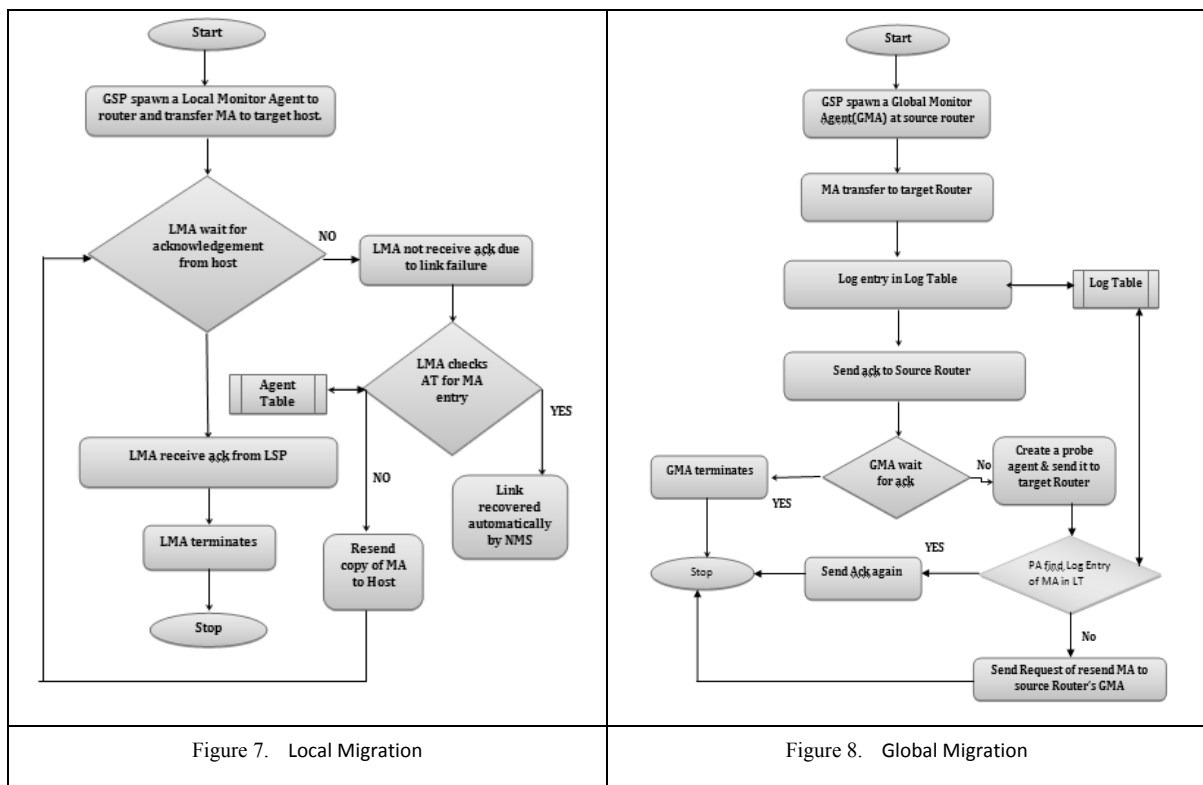 Start
GSP spawn a Local Monitor Agent to
router and transfer MA to target host.
LMA wait for
acknowledgement
from host
NO
LMA not receive ack due
to link failure
LMA checks
AT for MA
entry
Agent
Table
YES
LMA receive ack from LSP
NO
Link
recovered
automatically
by NMS
LMA terminates
Resend
copy of MA
to Host
Stop
Figure 7. Local Migration
Start
GSP spawn a Global Monitor
Agent(GMA) at source router
MA transfer to target Router
Log entry in Log Table
Log Table
Send ack to Source Router
GMA terminates
YES
GMA wait
for ack
No
Create a probe
agent & send it to
target Router
Stop
Send Ack again
YES
PA find, Log Entry
of MA in LT
No
Send Request of resend MA to
source Router's GMA
Figure 8. Global Migration